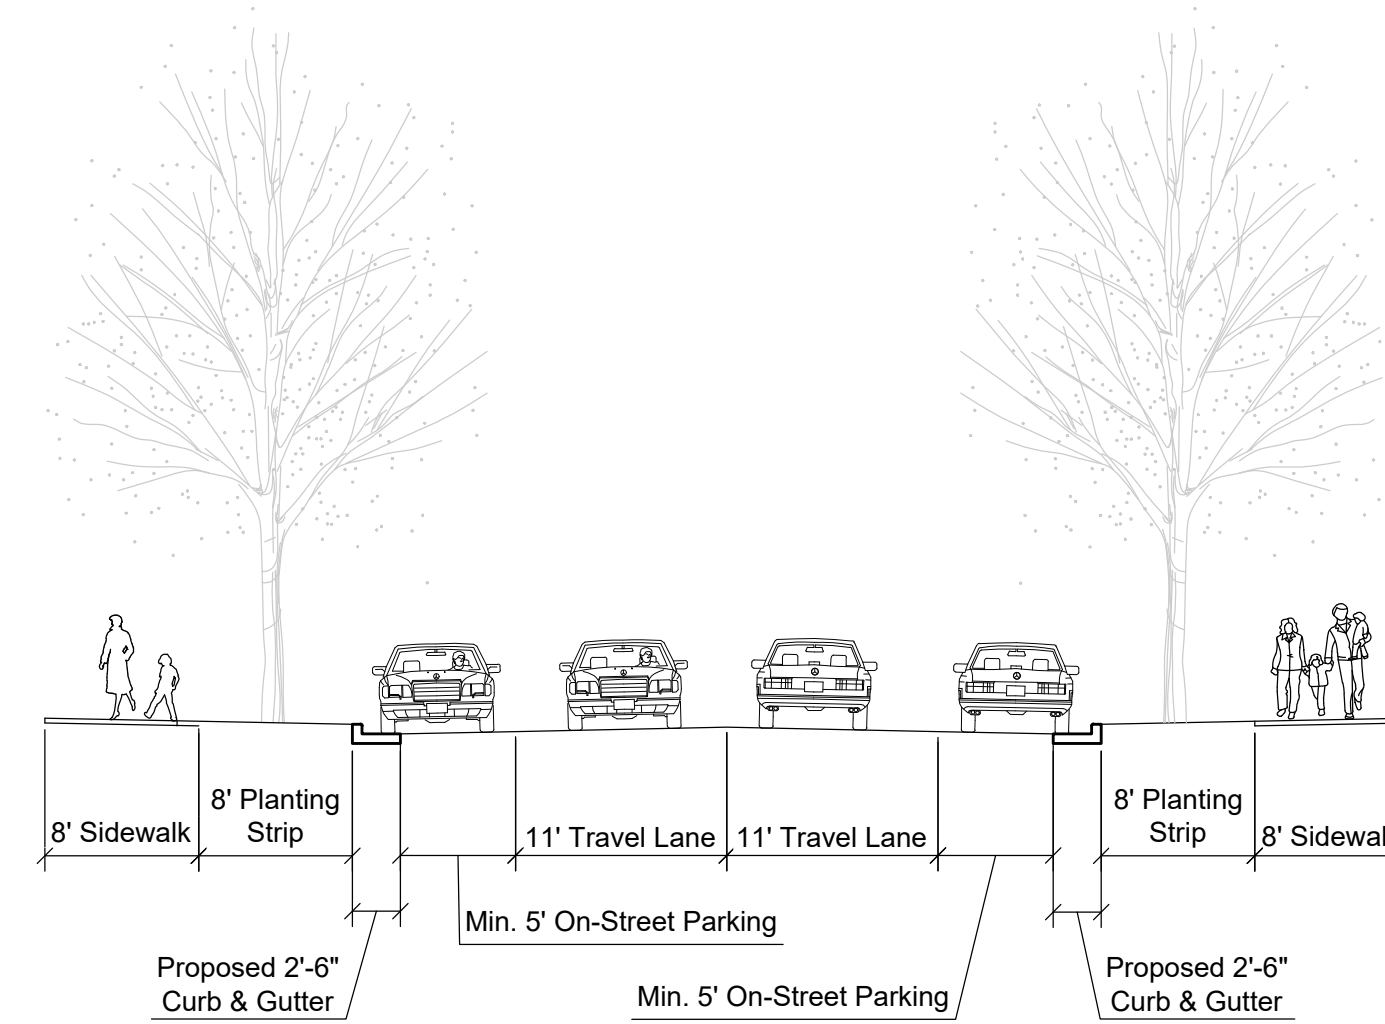 8' Sidewalk
8' Planting
Strip
11' Travel Lane
11' Travel Lane
8' Planting
Strip
8' Sidewal
Min. 5' On-Street Parking
Min. 5' On-Street Parking
Proposed 2'-6"
Curb & Gutter
Proposed 2'-6"
Curb & Gutter